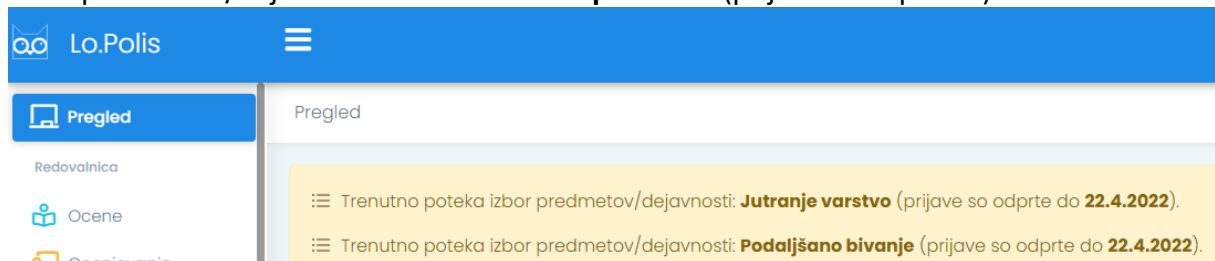 Lo.Polis
Pregled
Pregled
Redovalnica
Ocene
Trenutno poteka izbor predmetov/dejavnosti: Jutranje varstvo (prijave so odprte do 22.4.2022).
Trenutno poteka izbor predmetov/dejavnosti: Podaljšano bivanje (prijave so odprte do 22.4.2022).